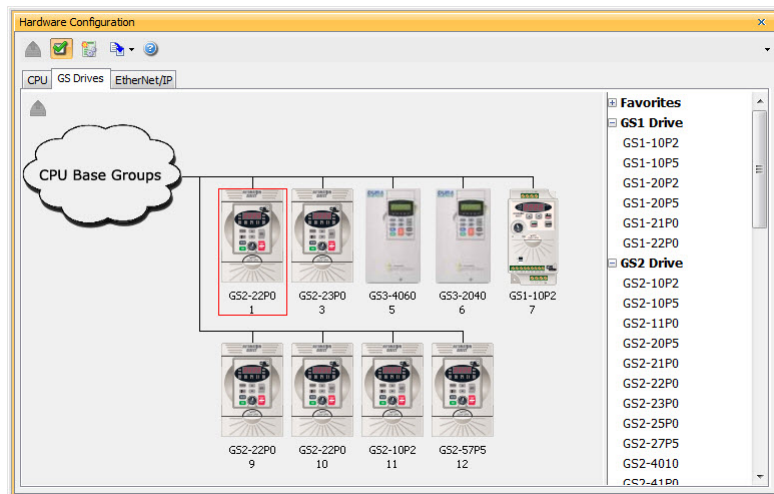 Hardware Configuration
CPU GS Drives EtherNet/IP
CPU Base Groups
GS2-22P0 GS2-23P0 GS3-4060 GS3-2040 GS1-10P2
1 3 5 6 7
GS2-22P0 GS2-22P0 GS2-10P2 GS2-57P5
9 10 11 12
Favorites
GS1 Drive
GS1-10P2
GS1-10P5
GS1-20P2
GS1-20P5
GS1-21P0
GS1-22P0
GS2 Drive
GS2-10P2
GS2-10P5
GS2-11P0
GS2-20P5
GS2-21P0
GS2-22P0
GS2-23P0
GS2-25P0
GS2-27P5
GS2-4010
GS2-41P0